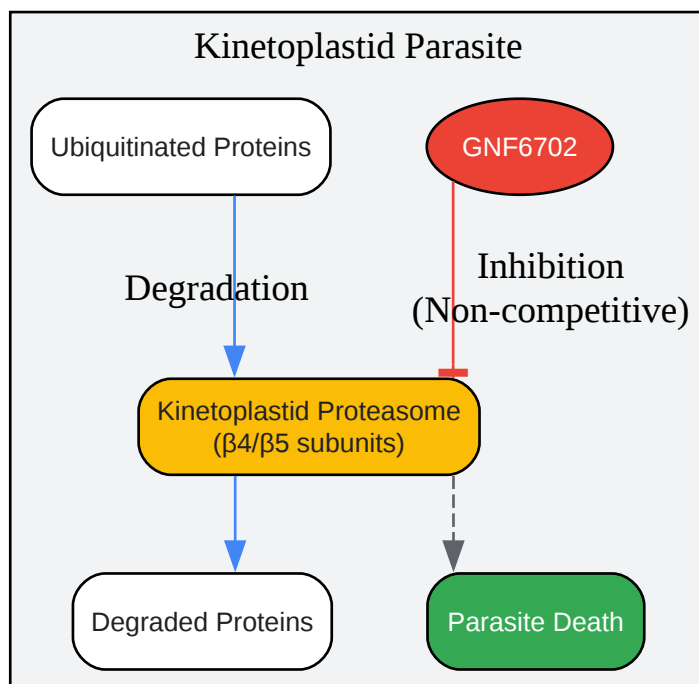 Kinetoplastid Parasite
Ubiquitinated Proteins
GNF6702
Degradation
Inhibition
(Non-competitive)
Kinetoplastid Proteasome
(β4/β5 subunits)
Degraded Proteins
Parasite Death